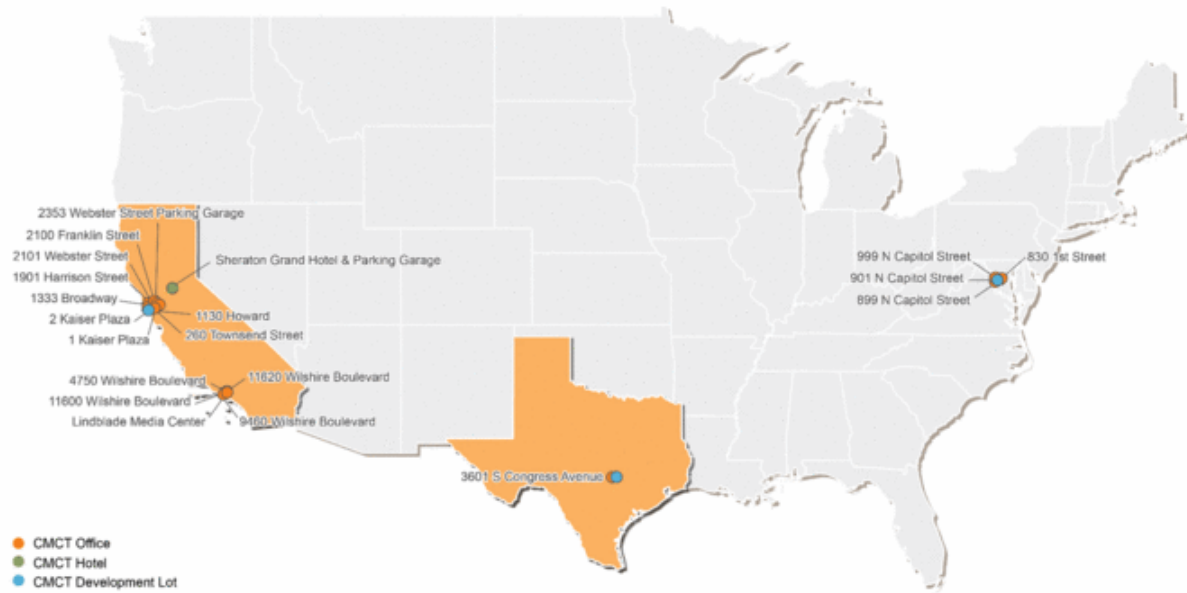 2353 Webster Street Parking Garage
2100 Franklin Street
2101 Webster Street
1901 Harrison Street
1333 Broadway
2 Kaiser Plaza
1 Kaiser Plaza
Sheraton Grand Hotel & Parking Garage
1130 Howard
260 Townsend Street
4750 Wilshire Boulevard
11620 Wilshire Boulevard
11600 Wilshire Boulevard
Lindblade Media Center
9460 Wilshire Boulevard
3601 S Congress Avenue
999 N Capitol Street
830 1st Street
901 N Capitol Street
899 N Capitol Street
CMCT Office
CMCT Hotel
CMCT Development Lot